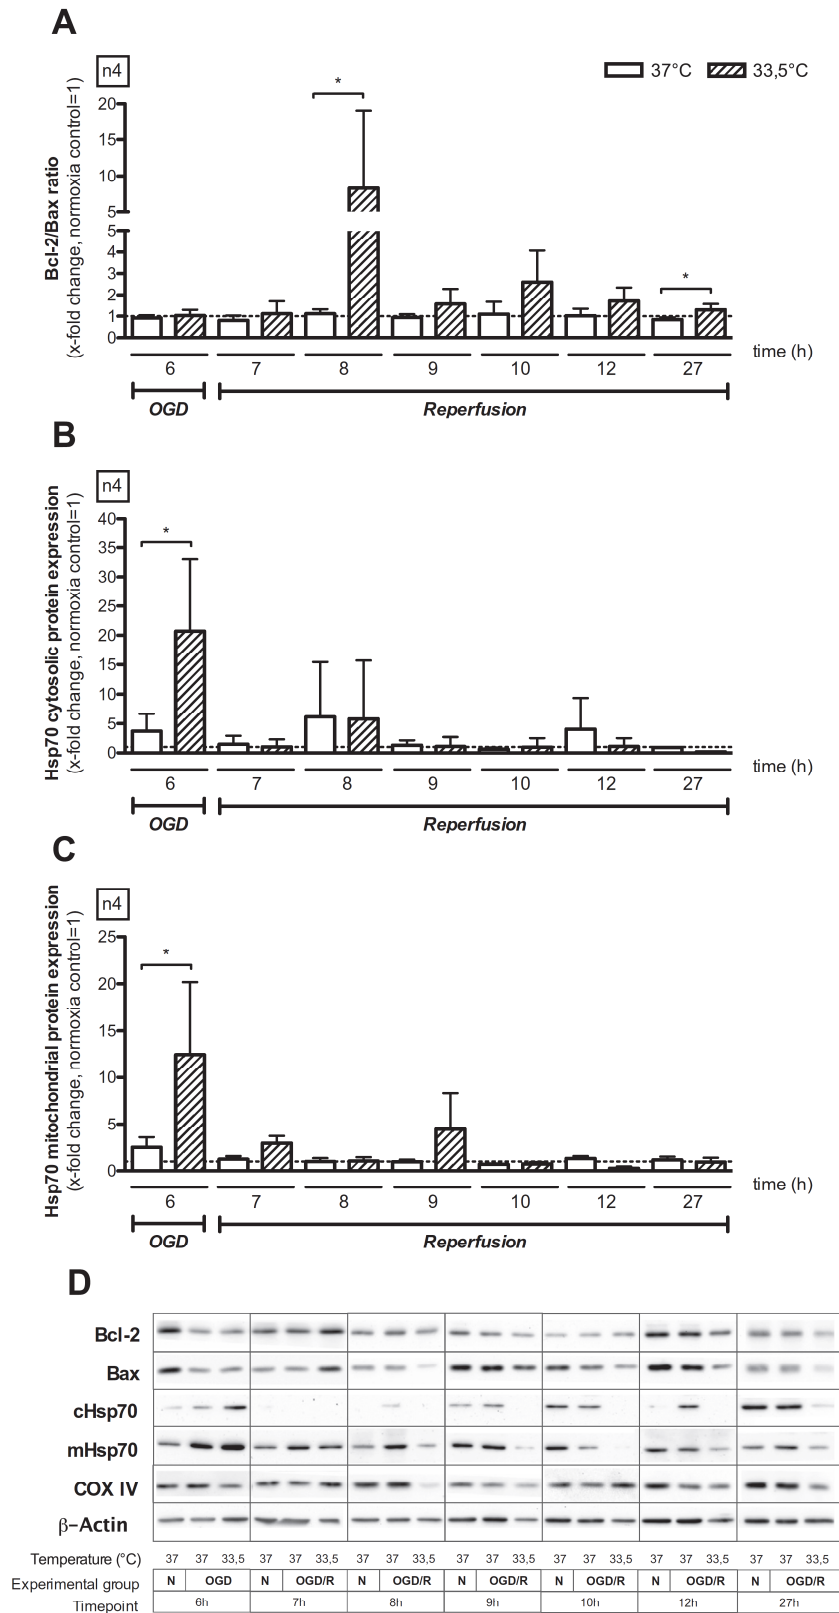 A
n4
37°C
33,5°C
*
*
Bcl-2/Bax ratio
(x-fold change, normoxia control=1)
20
15
10
5
5
4
3
2
1
0
6 7 8 9 10 12 27
time (h)
OGD
Reperfusion
B
n4
*
Hsp70 cytosolic protein expression
(x-fold change, normoxia control=1)
40
35
30
25
20
15
10
5
0
6 7 8 9 10 12 27
time (h)
OGD
Reperfusion
C
n4
*
Hsp70 mitochondrial protein expression
(x-fold change, normoxia control=1)
25
20
15
10
5
0
6 7 8 9 10 12 27
time (h)
OGD
Reperfusion
D
Bcl-2
Bax
cHsp70
mHsp70
COX IV
β-Actin
Temperature (°C) 37 37 33,5 37 37 33,5 37 37 33,5 37 37 33,5 37 37 33,5 37 37 33,5 37 37 33,5
Experimental group N OGD N OGD/R N OGD/R N OGD/R N OGD/R N OGD/R N OGD/R
Timepoint 6h 7h 8h 9h 10h 12h 27h